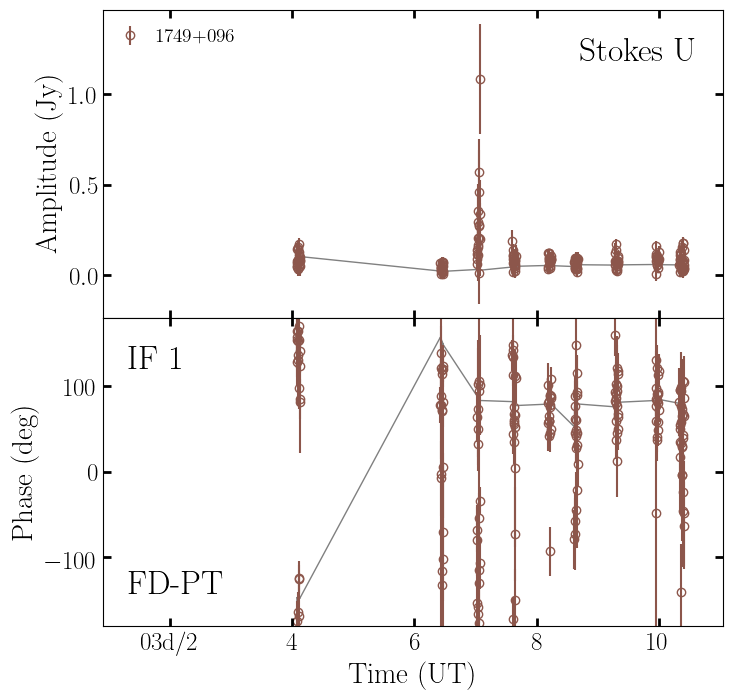 1749+096
Stokes U
Amplitude (Jy)
1.0
0.5
0.0
IF 1
FD-PT
Phase (deg)
100
0
−100
03d/2
4
6
8
10
Time (UT)